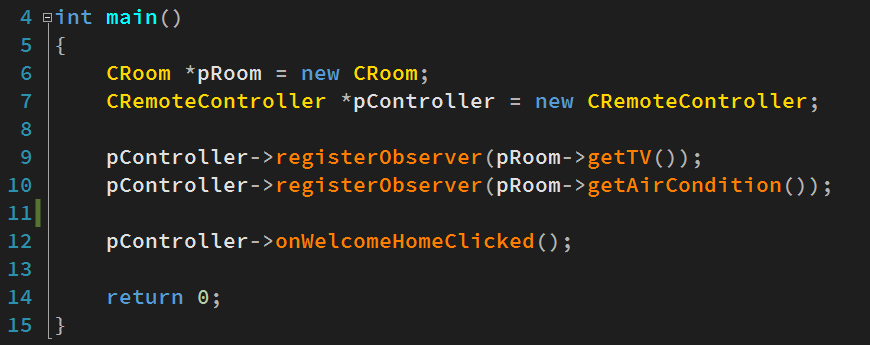 4 int main()
5 {
6 CRoom *pRoom = new CRoom;
7 CRemoteController *pController = new CRemoteController;
8
9 pController->registerObserver(pRoom->getTV());
10 pController->registerObserver(pRoom->getAirCondition());
11
12 pController->onWelcomeHomeClicked();
13
14 return 0;
15 }